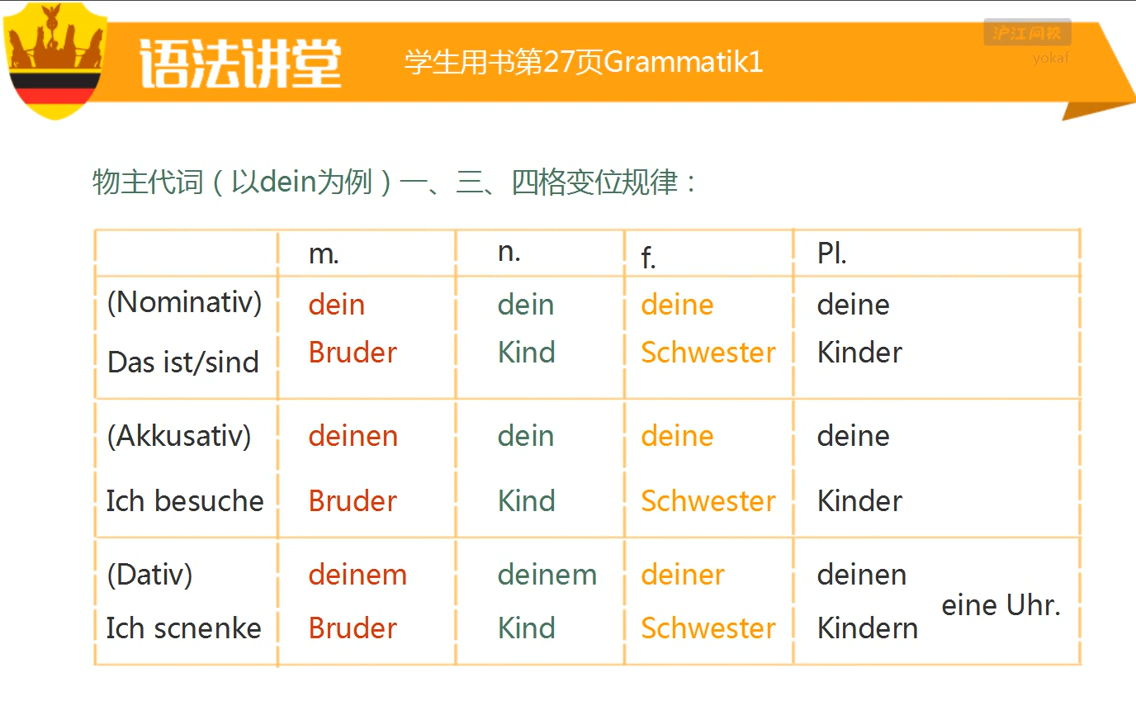 语法讲堂
学生用书第27页Grammatik1
沪江网校
yokaf
物主代词（以dein为例）一、三、四格变位规律：
m. n. f. Pl.
(Nominativ) dein dein deine deine
Das ist/sind Bruder Kind Schwester Kinder
(Akkusativ) deinen dein deine deine
Ich besuche Bruder Kind Schwester Kinder
(Dativ) deinem deinem deiner deinen
eine Uhr.
Ich scnenke Bruder Kind Schwester Kindern